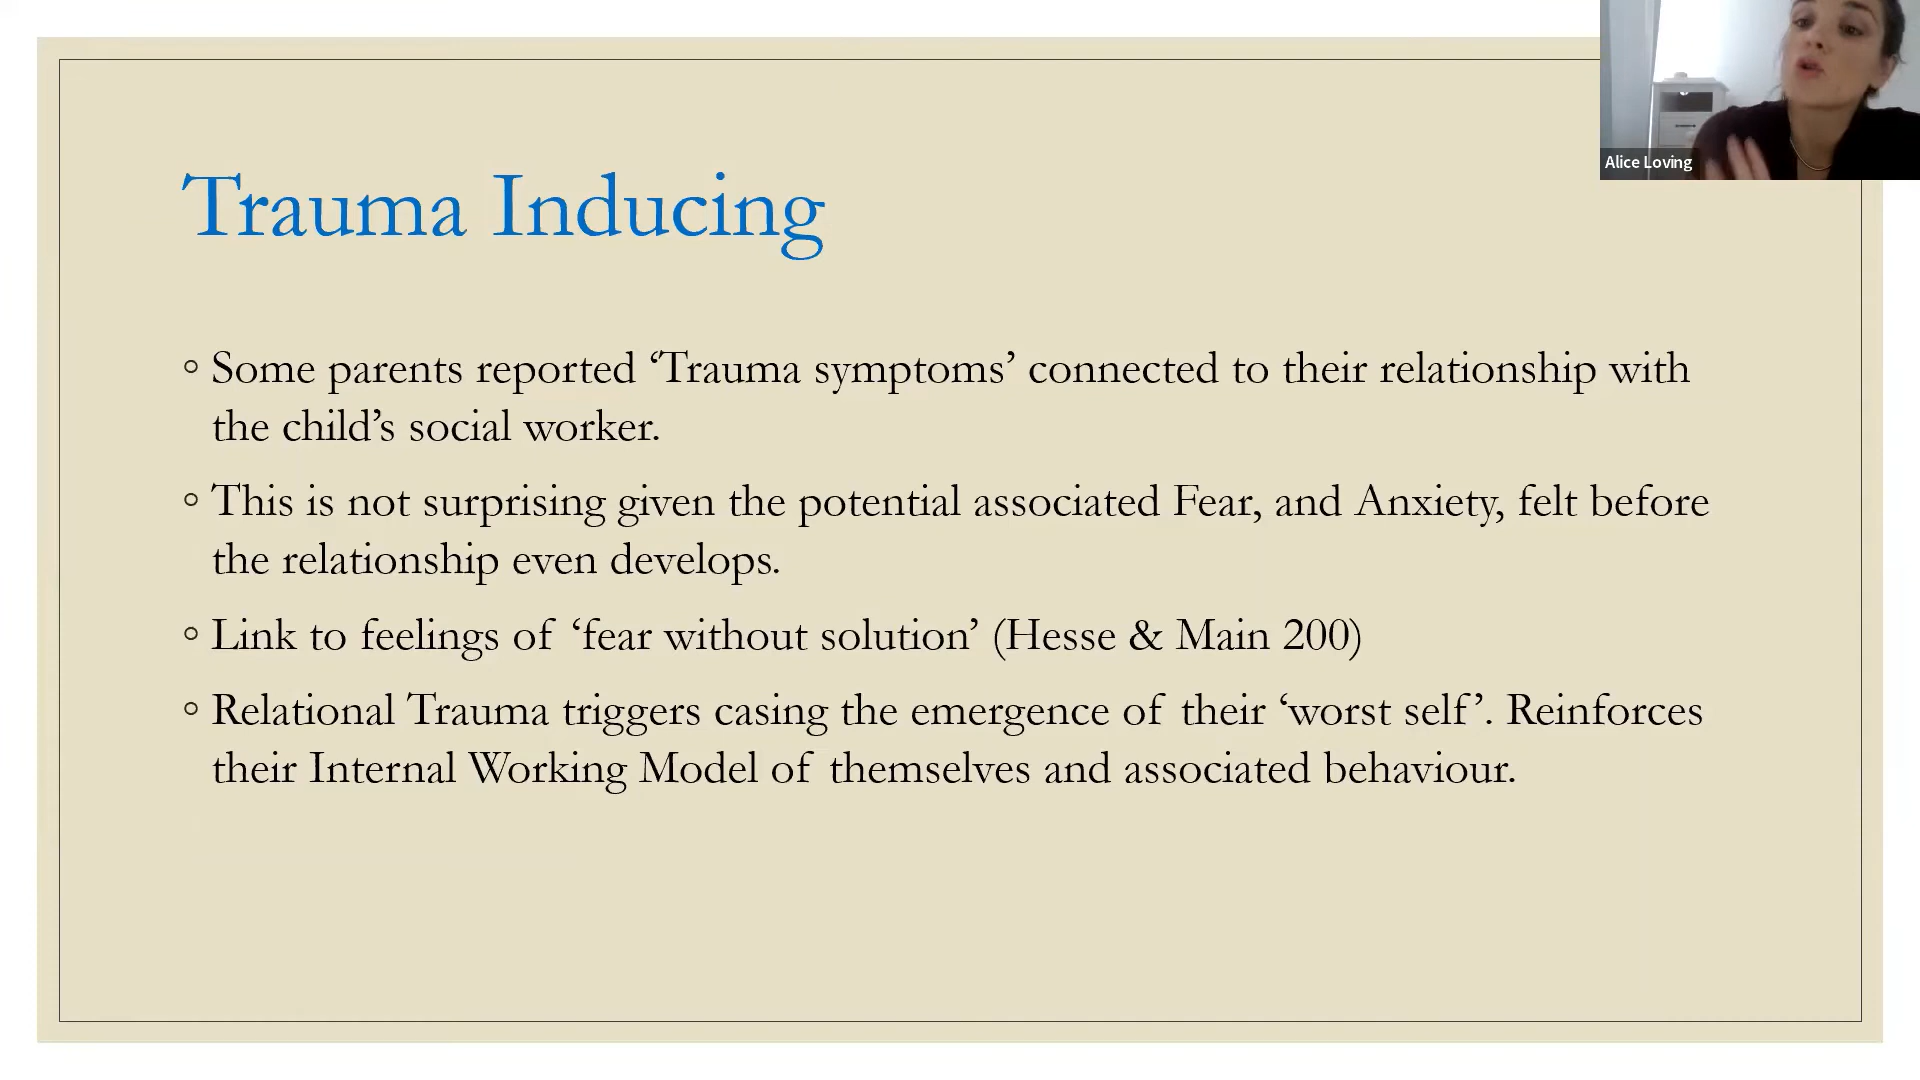 Alice Loving
Trauma Inducing
◦ Some parents reported ‘Trauma symptoms’ connected to their relationship with
the child’s social worker.
◦ This is not surprising given the potential associated Fear, and Anxiety, felt before
the relationship even develops.
◦ Link to feelings of ‘fear without solution’ (Hesse & Main 200)
◦ Relational Trauma triggers casing the emergence of their ‘worst self’. Reinforces
their Internal Working Model of themselves and associated behaviour.